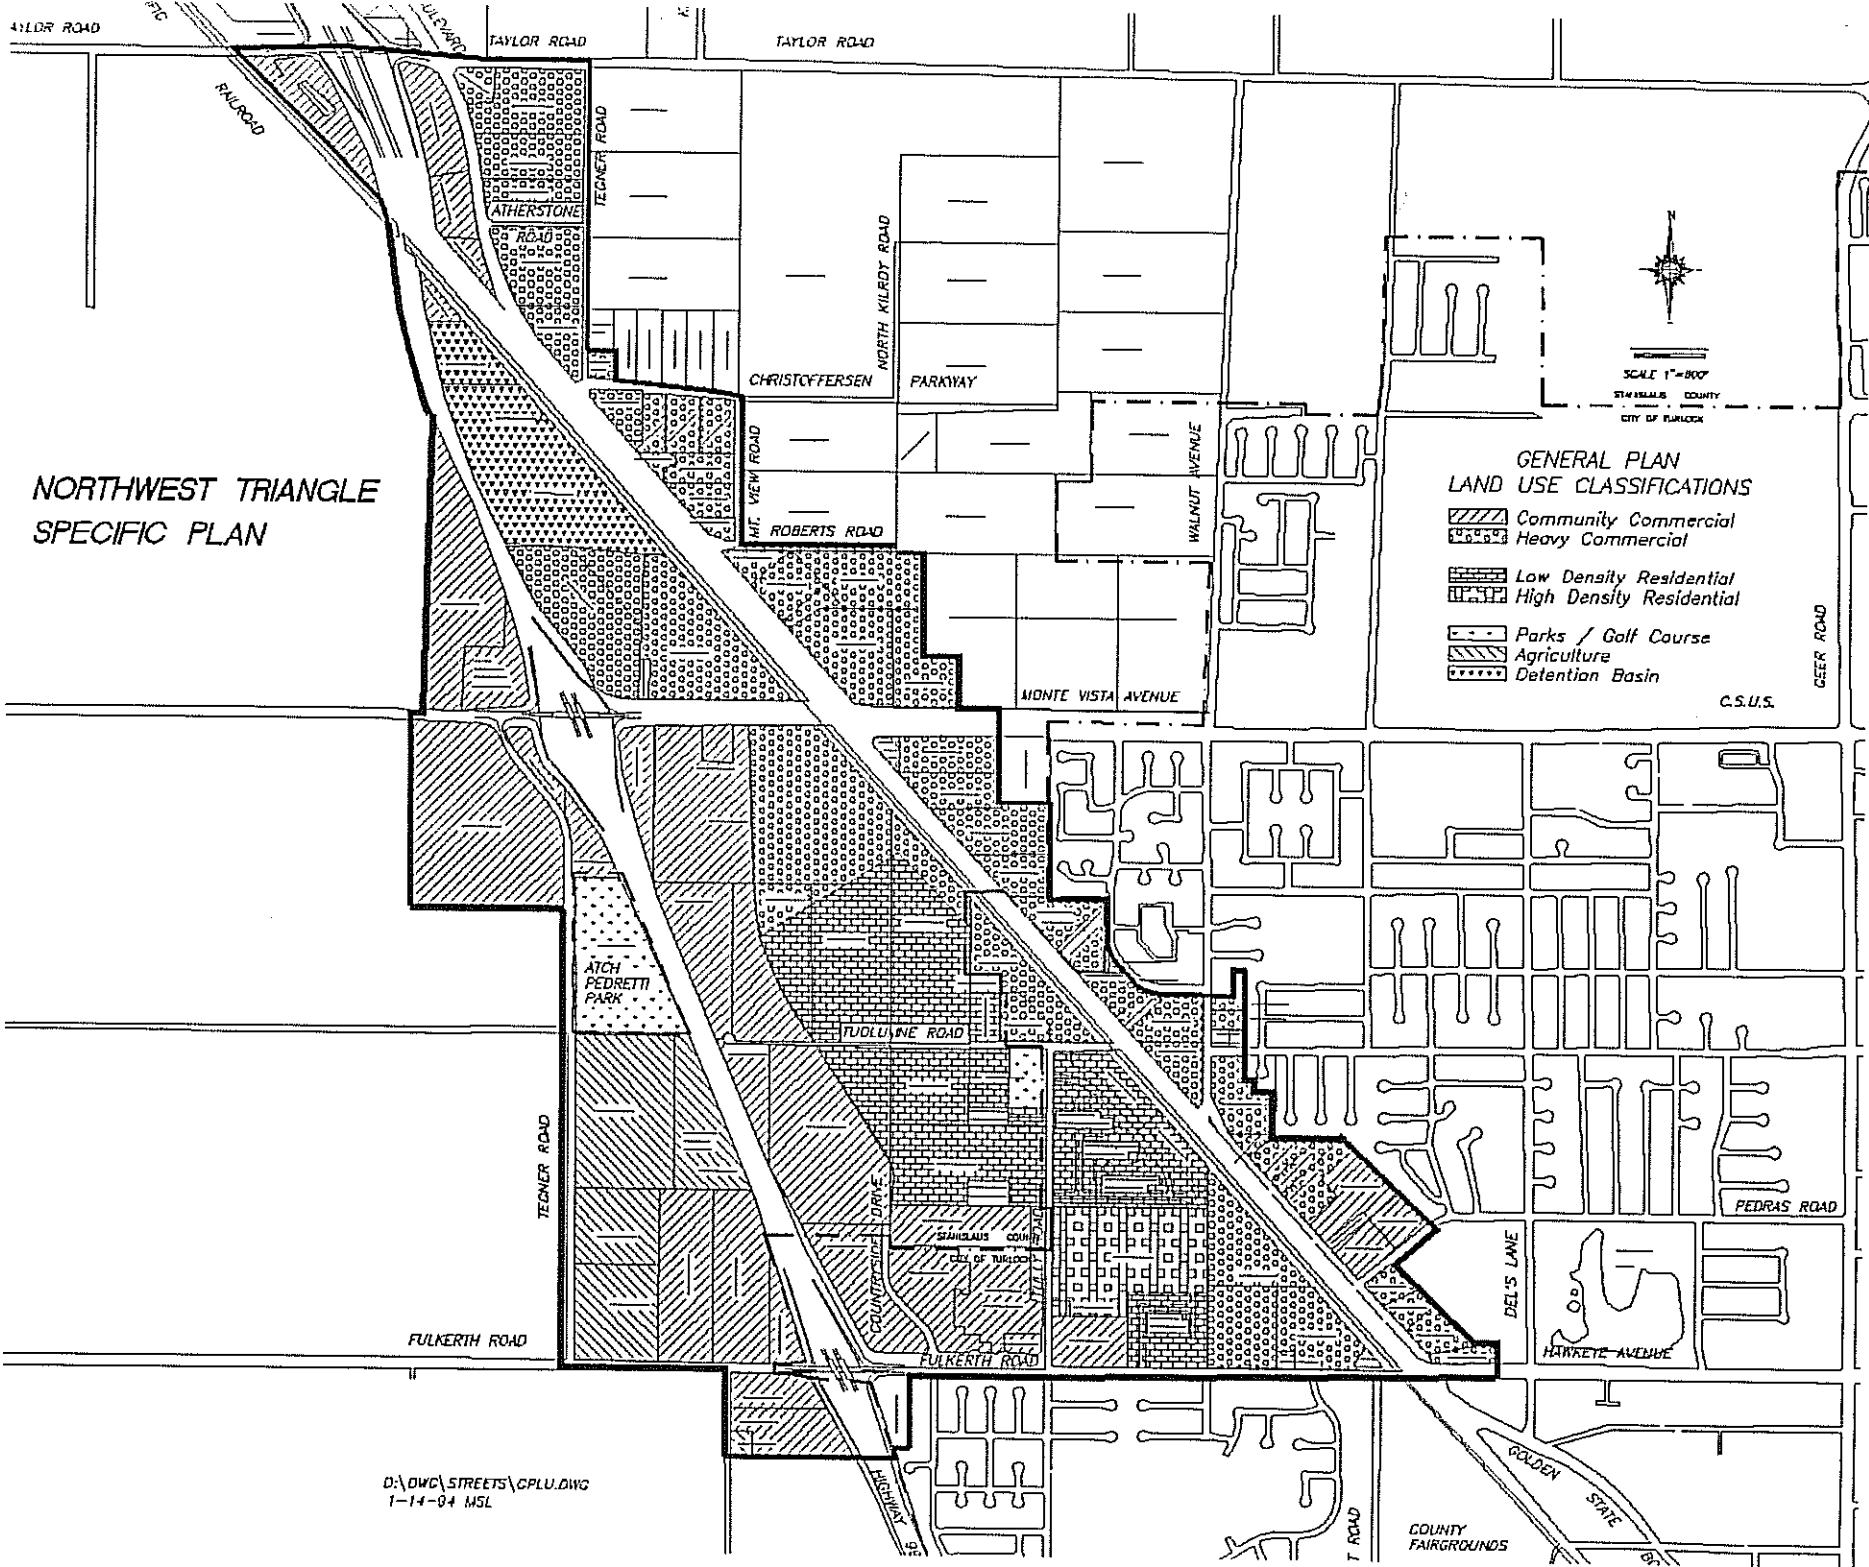 TAYLOR ROAD
TAYLOR ROAD
RAILROAD
TEGNER ROAD
ATHERSTONE
ROAD
NORTH KILROY ROAD
N
SCALE 1"=800'
STANISLAUS COUNTY
CITY OF TURLOCK
CHRISTOFFERSEN PARKWAY
MT. VIEW ROAD
WALNUT AVENUE
NORTHWEST TRIANGLE
SPECIFIC PLAN
GENERAL PLAN
LAND USE CLASSIFICATIONS
Community Commercial
Heavy Commercial
Low Density Residential
High Density Residential
Parks / Golf Course
Agriculture
Detention Basin
ROBERTS ROAD
GEER ROAD
MONTE VISTA AVENUE
C.S.U.S.
ATCH
PEDRETTI
PARK
TUOLUMNE ROAD
TEGNER ROAD
COUNTRYSIDE DRIVE
STANISLAUS COUNTY
CITY OF TURLOCK
TULLY ROAD
PEDRAS ROAD
DEL'S LANE
FULKERTH ROAD
FULKERTH ROAD
HAWKEYE AVENUE
D:\DWG\STREETS\GPLU.DWG
1-14-94 MSL
HIGHWAY 99
T ROAD
COUNTY
FAIRGROUNDS
GOLDEN
STATE